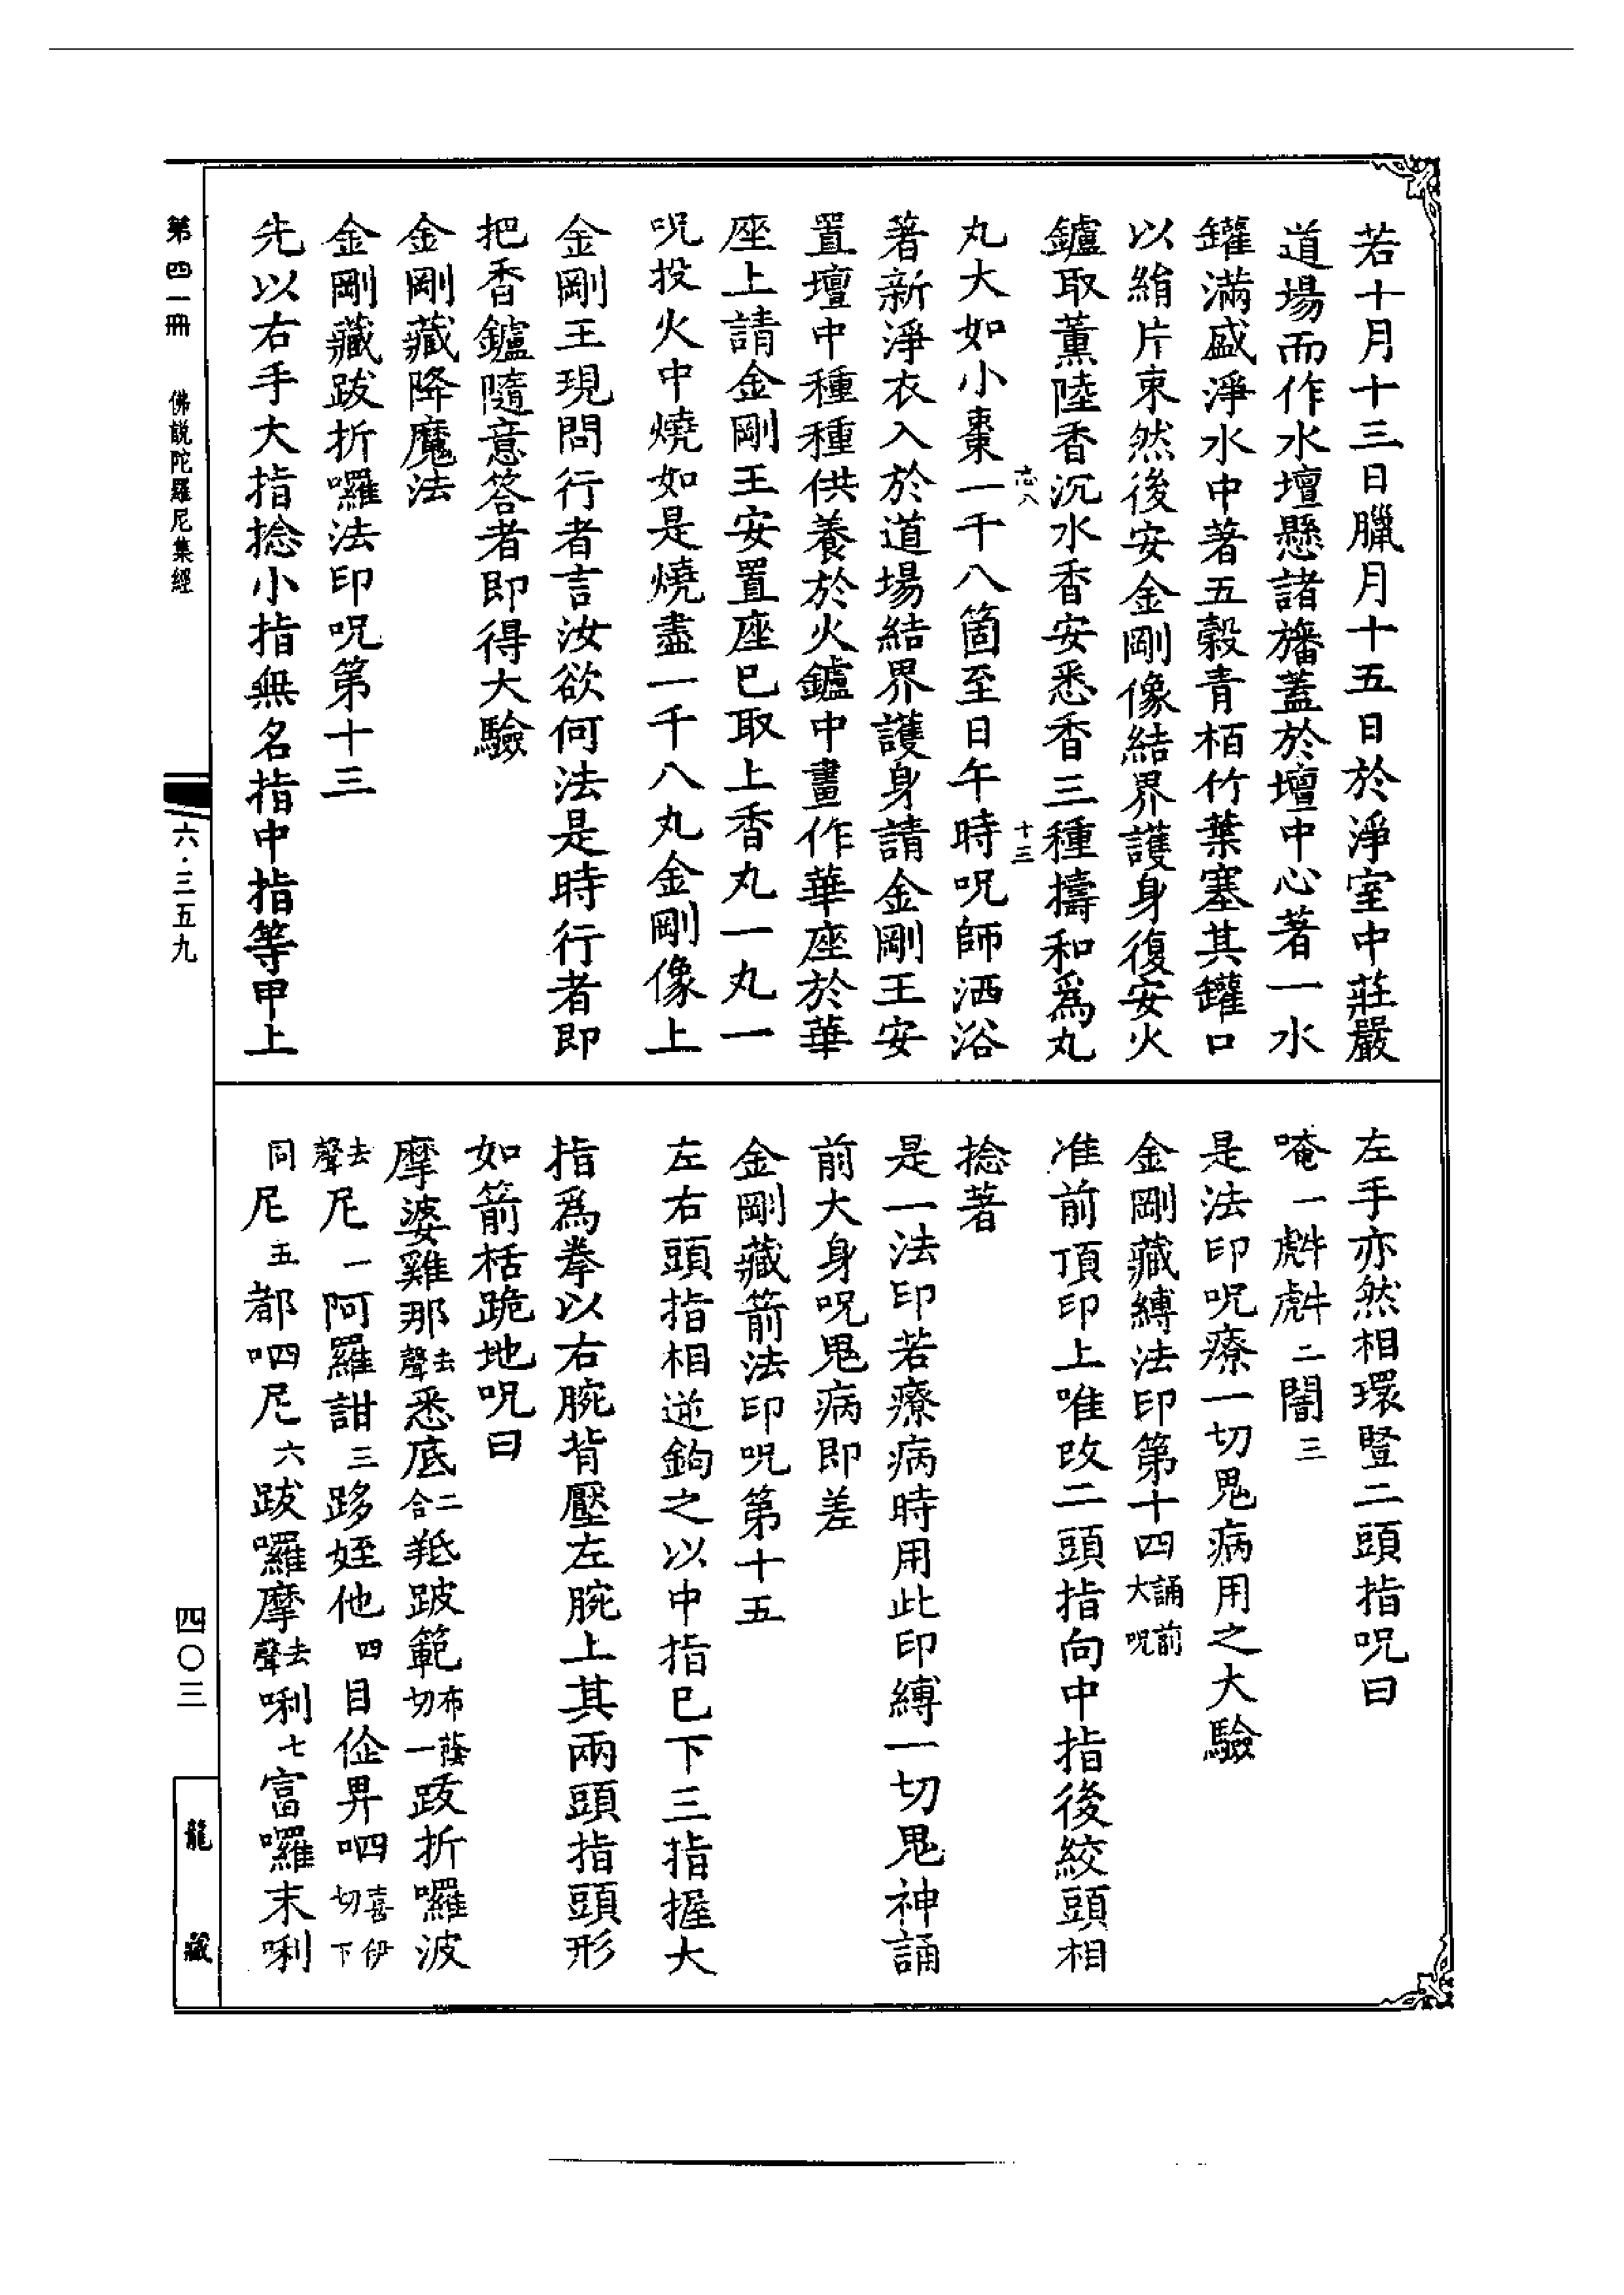 若十月十三日臘月十五日於淨室中莊嚴
道場而作水壇懸諸旛蓋於壇中心著一水
罐滿盛淨水中著五穀青栢竹葉塞其罐口
以絹片束然後安金剛像結界護身復安火
鑪取薰陸香沉水香安悉香三種擣和爲丸
十三
丸大如小棗一千八箇至日午時呪師洒浴
著新淨衣入於道場結界護身請金剛王安
置壇中種種供養於火鑪中畫作華座於華
座上請金剛王安置座巳取上香丸一丸一
呪投火中燒如是燒盡一千八丸金剛像上
金剛王現問行者言汝欲何法是時行者即
把香鑪隨意答者即得大驗
金剛藏降魔法
金剛藏跋折囉法印呪第十三
先以右手大指捻小指無名指中指等甲上
左手亦然相環豎二頭指呪曰
唵一𤙖𤙖二闇三
是法印呪療一切鬼病用之大驗
金剛藏縛法印第十四誦前大呪
准前頂印上唯改二頭指向中指後絞頭相
捻著
是一法印若療病時用此印縛一切鬼神誦
前大身呪鬼病即差
金剛藏箭法印呪第十五
左右頭指相逆鉤之以中指巳下三指握大
指爲拳以右腕背壓左腕上其兩頭指頭形
如箭栝跪地呪曰
摩婆雞那去聲悉底二合羝跛範布𦽆切一跋折囉波
去聲尼一阿羅詌三跢姪他四目傱畀呬喜伊切下
同尼五都呬尼六跋囉摩去聲唎七富囉末唎
第四一冊 佛説陀羅尼集經
六·三五九
四〇三
龍藏